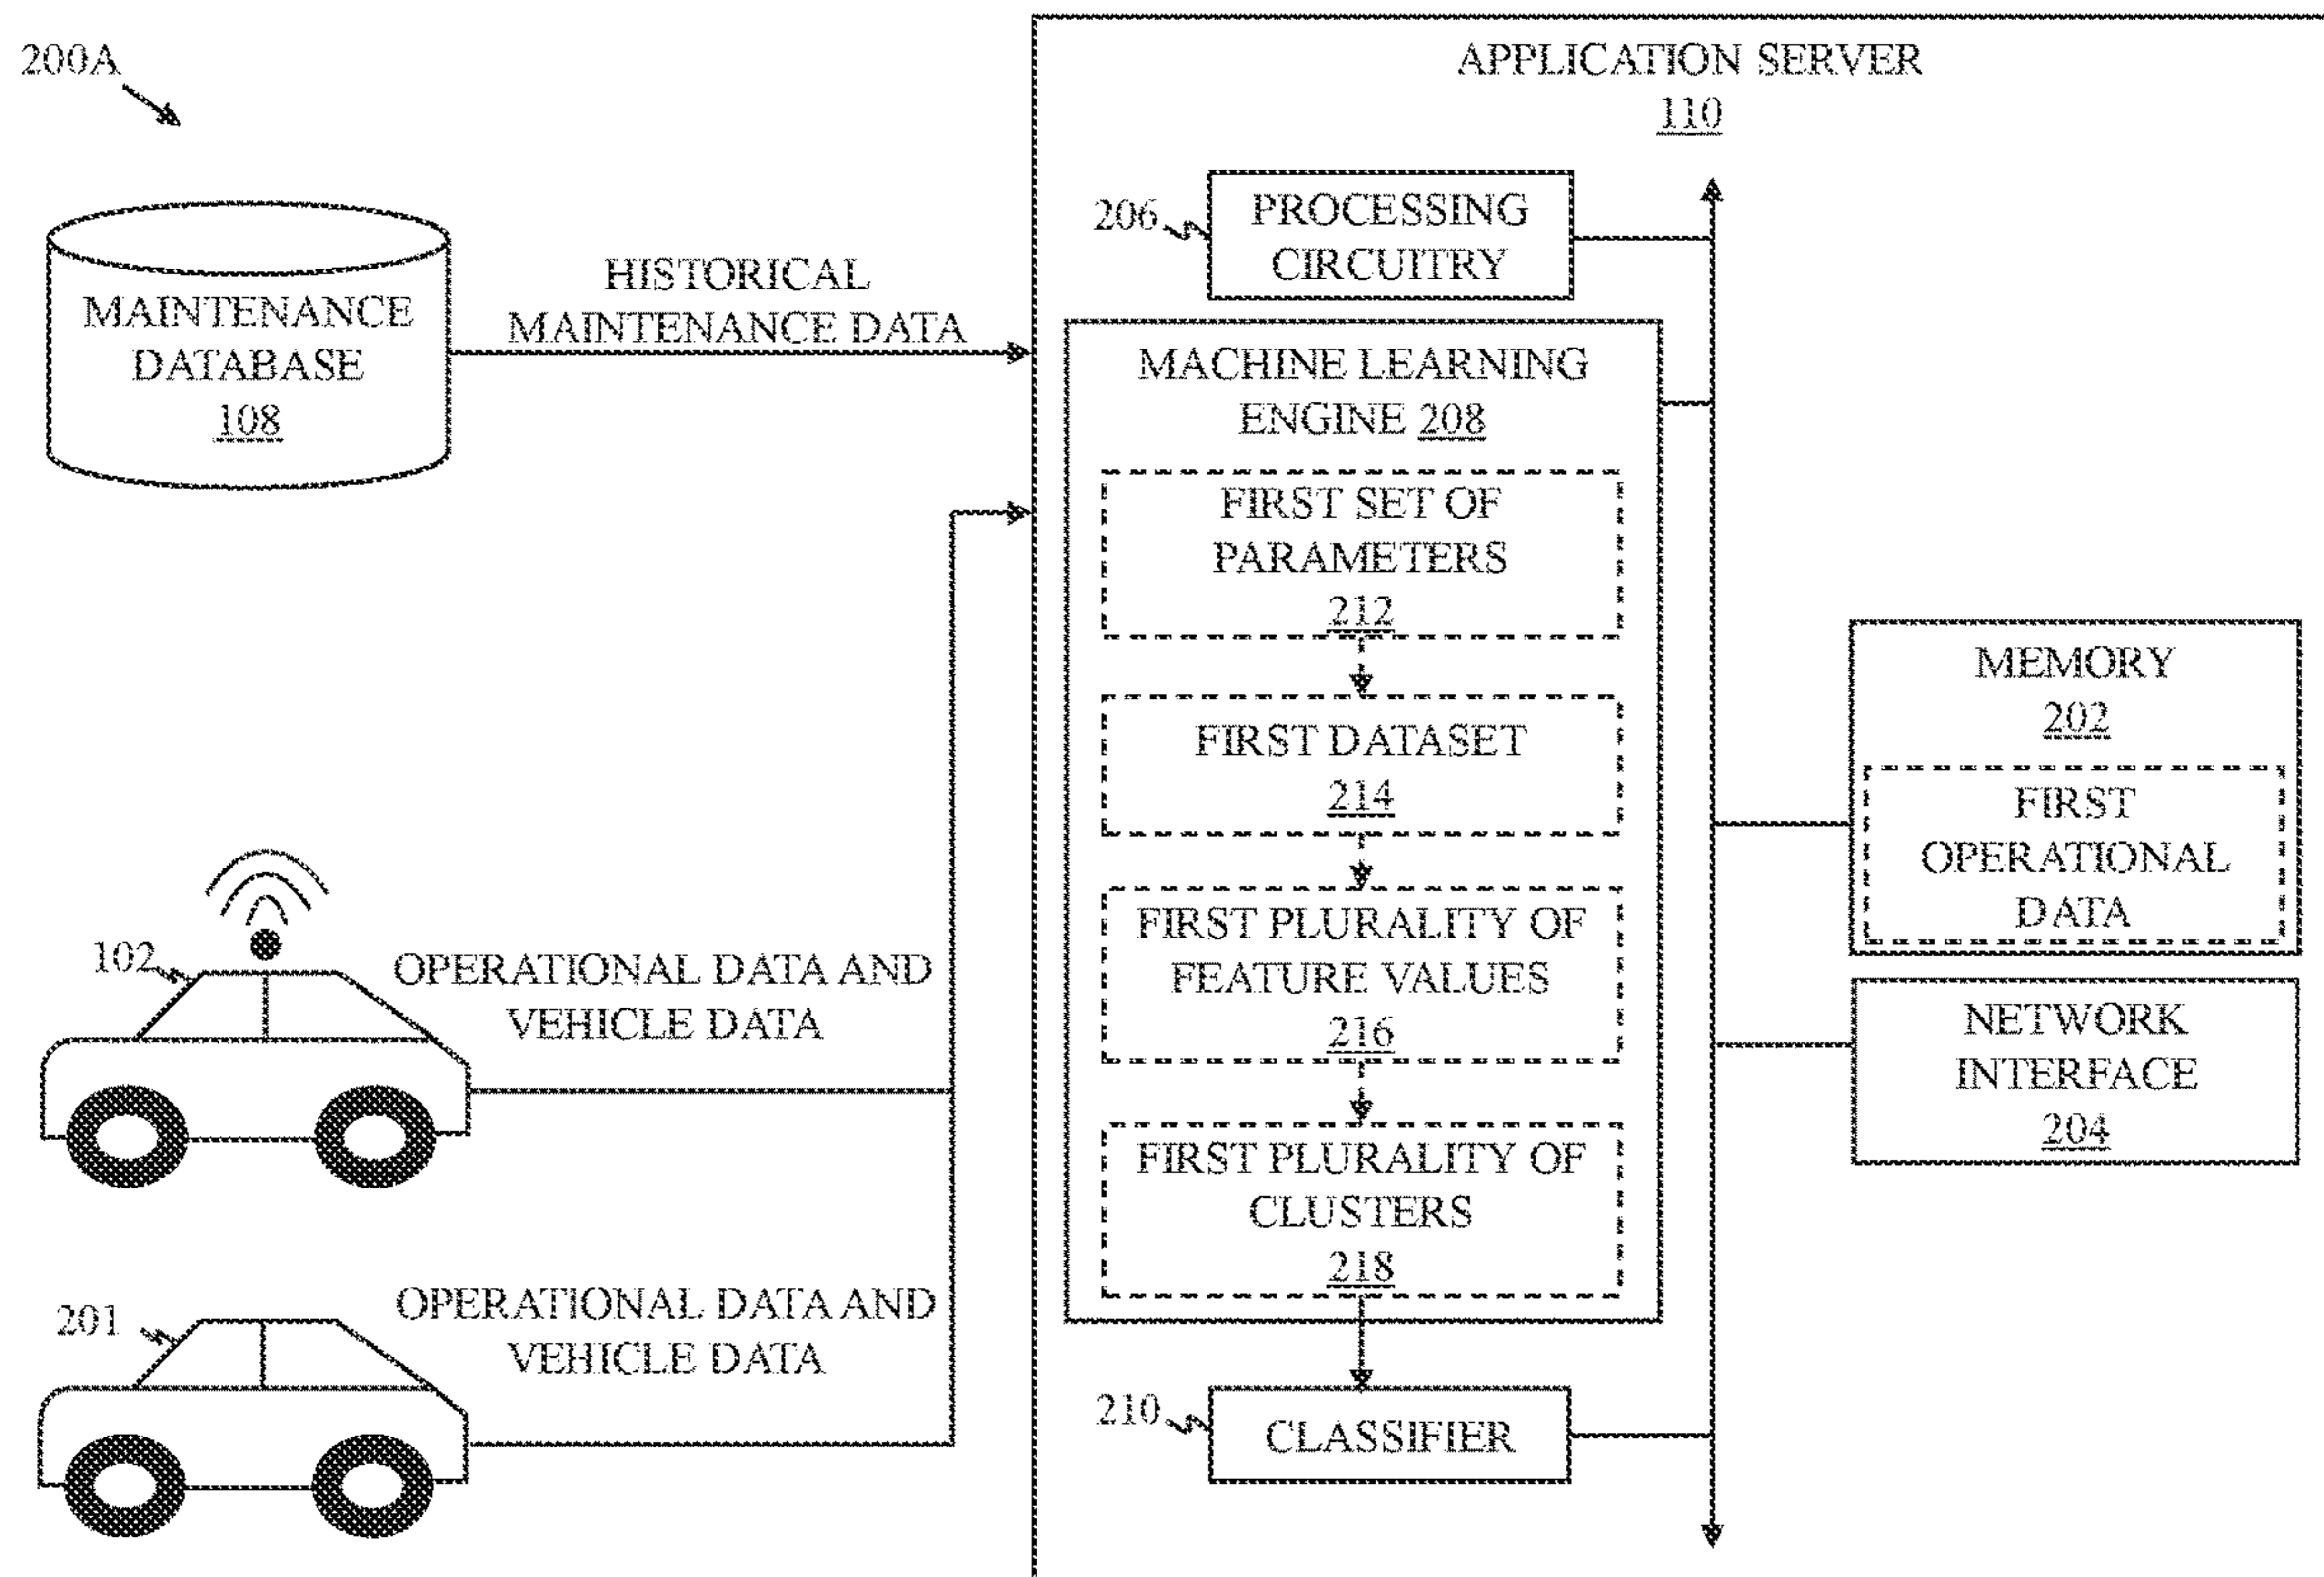 200A
APPLICATION SERVER
110
MAINTENANCE
DATABASE
108
HISTORICAL
MAINTENANCE DATA
206
PROCESSING
CIRCUITRY
MACHINE LEARNING
ENGINE 208
FIRST SET OF
PARAMETERS
212
FIRST DATASET
214
FIRST PLURALITY OF
FEATURE VALUES
216
FIRST PLURALITY OF
CLUSTERS
218
210
CLASSIFIER
MEMORY
202
FIRST
OPERATIONAL
DATA
NETWORK
INTERFACE
204
102
OPERATIONAL DATA AND
VEHICLE DATA
201
OPERATIONAL DATA AND
VEHICLE DATA